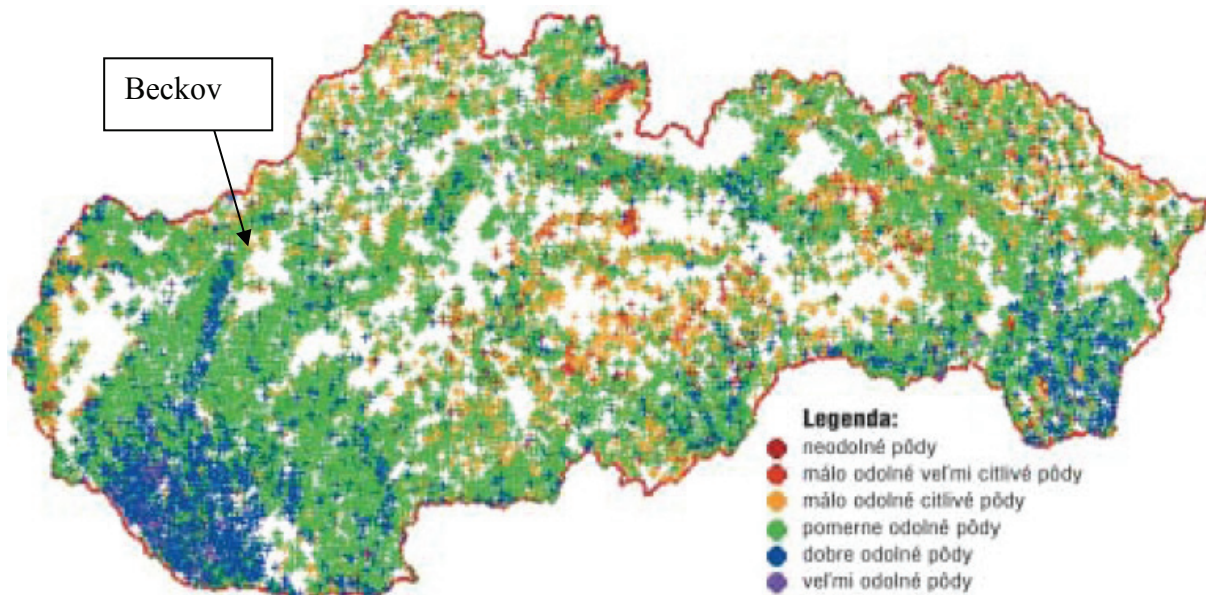 Beckov
Legenda:
neodolné pôdy
málo odolné veľmi citlivé pôdy
málo odolné citlivé pôdy
pomerne odolné pôdy
dobre odolné pôdy
veľmi odolné pôdy